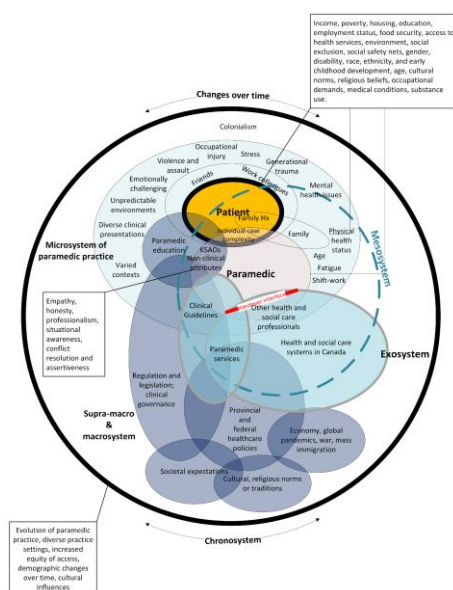 Income, poverty, housing, education,
employment status, food security, access to
health services, environment, social
exclusion, social safety nets, gender,
disability, race, ethnicity, and early
childhood development, age, cultural
norms, religious beliefs, occupational
demands, medical conditions, substance
use.
Changes over time
Colonialism
Occupational
injury
Stress
Violence and
assault
Generational
trauma
Friends
Work colleagues
Emotionally
challenging
Mental
health issues
Unpredictable
environments
Patient
Family Hx
Diverse clinical
presentations
Individual-case
complexity
Family
Physical
health
status
Microsystem of
paramedic practice
Paramedic
education
KSAOs
Non-clinical
attributes
Mesosystem
Varied
contexts
Paramedic
Age
Fatigue
Shift-work
Empathy,
honesty,
professionalism,
situational
awareness,
conflict
resolution and
assertiveness
Clinical
Guidelines
Handover interface
Other health and
social care
professionals
Paramedic
services
Health and social care
systems in Canada
Exosystem
Regulation and
legislation;
clinical
governance
Supra-macro
&
macrosystem
Provincial
and
federal
healthcare
policies
Economy, global
pandemics, war, mass
immigration
Societal expectations
Cultural, religious norms
or traditions
Chronosystem
Evolution of paramedic
practice, diverse practice
settings, increased
equity of access,
demographic changes
over time, cultural
influences